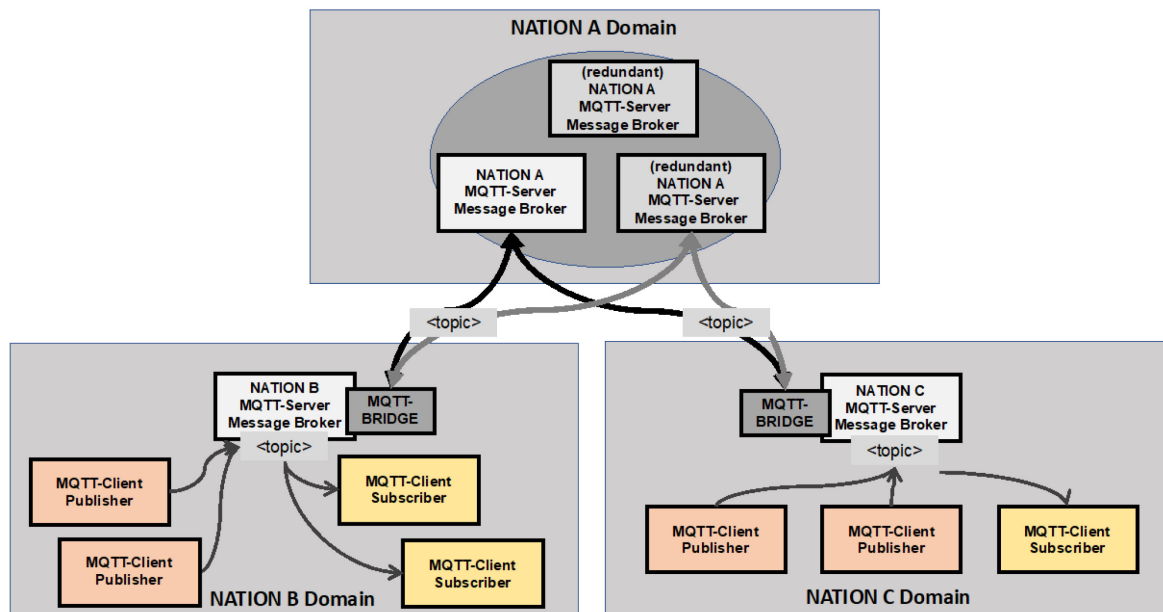 NATION A Domain
(redundant)
NATION A
MQTT-Server
Message Broker
NATION A
MQTT-Server
Message Broker
(redundant)
NATION A
MQTT-Server
Message Broker
<topic>
<topic>
NATION B
MQTT-Server
Message Broker
MQTT-
BRIDGE
<topic>
MQTT-Client
Publisher
MQTT-Client
Subscriber
MQTT-Client
Publisher
MQTT-Client
Subscriber
NATION B Domain
MQTT-
BRIDGE
NATION C
MQTT-Server
Message Broker
<topic>
MQTT-Client
Publisher
MQTT-Client
Publisher
MQTT-Client
Subscriber
NATION C Domain